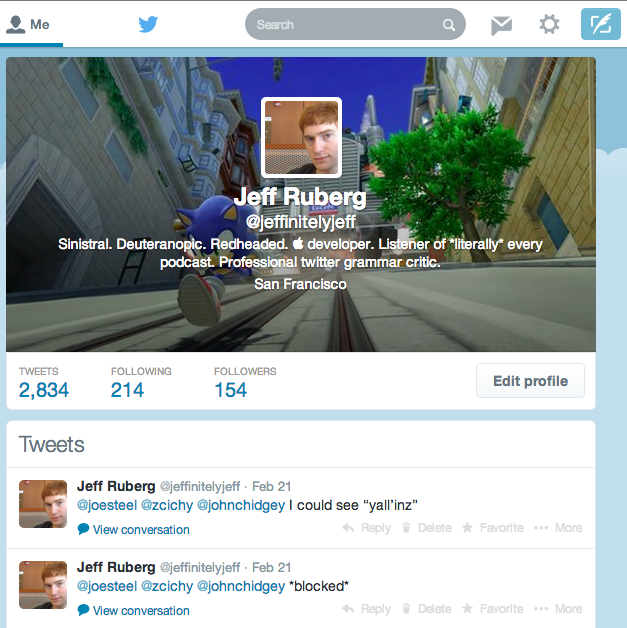 Me
Search
Jeff Ruberg
@jeffinitelyjeff
Sinistral. Deuteranopic. Redheaded.  developer. Listener of *literally* every
podcast. Professional twitter grammar critic.
San Francisco
TWEETS FOLLOWING FOLLOWERS
2,834 214 154
Edit profile
Tweets
Jeff Ruberg @jeffinitelyjeff · Feb 21
@joesteel @zcichy @johnchidgey I could see “yall’inz”
View conversation Reply Delete Favorite More
Jeff Ruberg @jeffinitelyjeff · Feb 21
@joesteel @zcichy @johnchidgey *blocked*
View conversation Reply Delete Favorite More